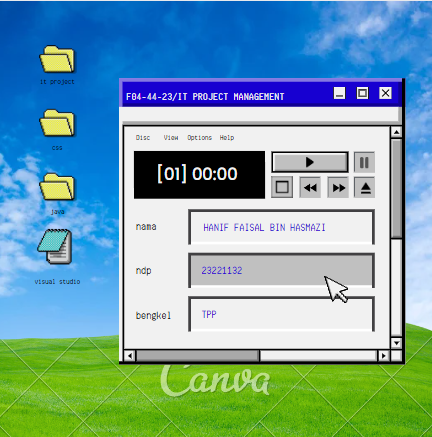 it project
css
java
visual studio
F04-44-23/IT PROJECT MANAGEMENT
Disc View Options Help
[01] 00:00
nama
HANIF FAISAL BIN HASMAZI
ndp
23221132
bengkel
TPP
Canva